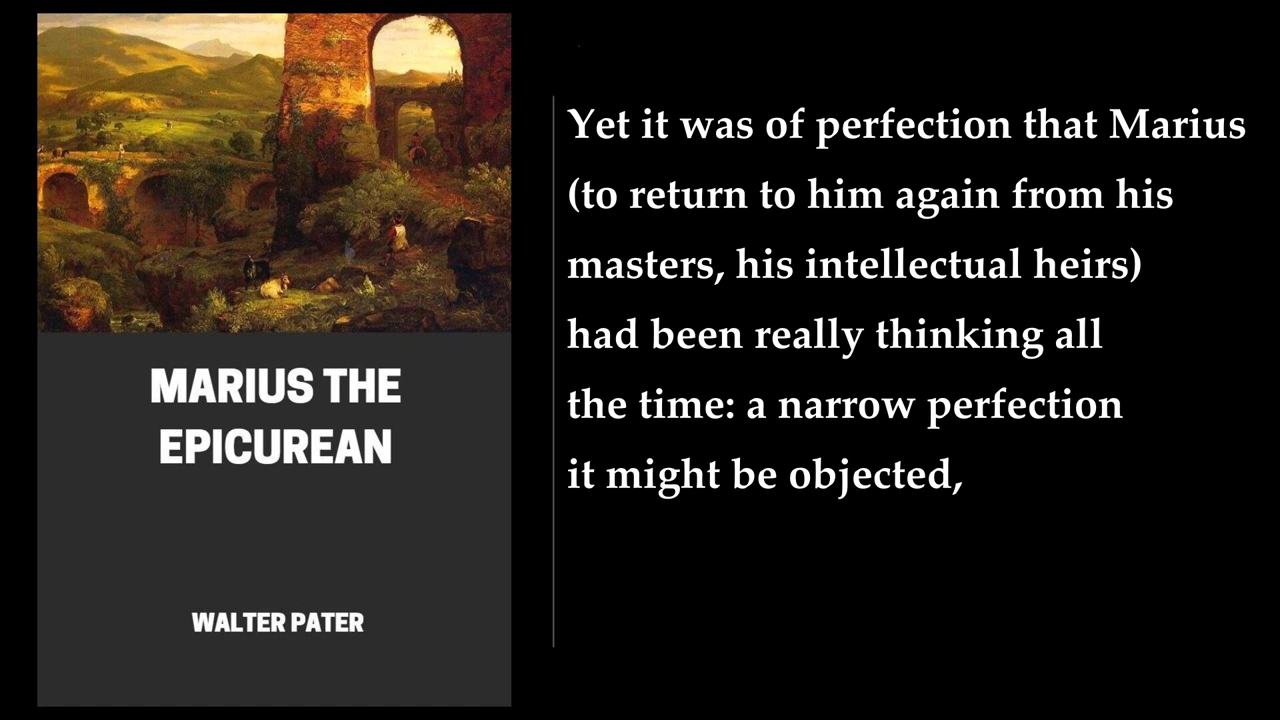 MARIUS THE
EPICUREAN
WALTER PATER
Yet it was of perfection that Marius
(to return to him again from his
masters, his intellectual heirs)
had been really thinking all
the time: a narrow perfection
it might be objected,